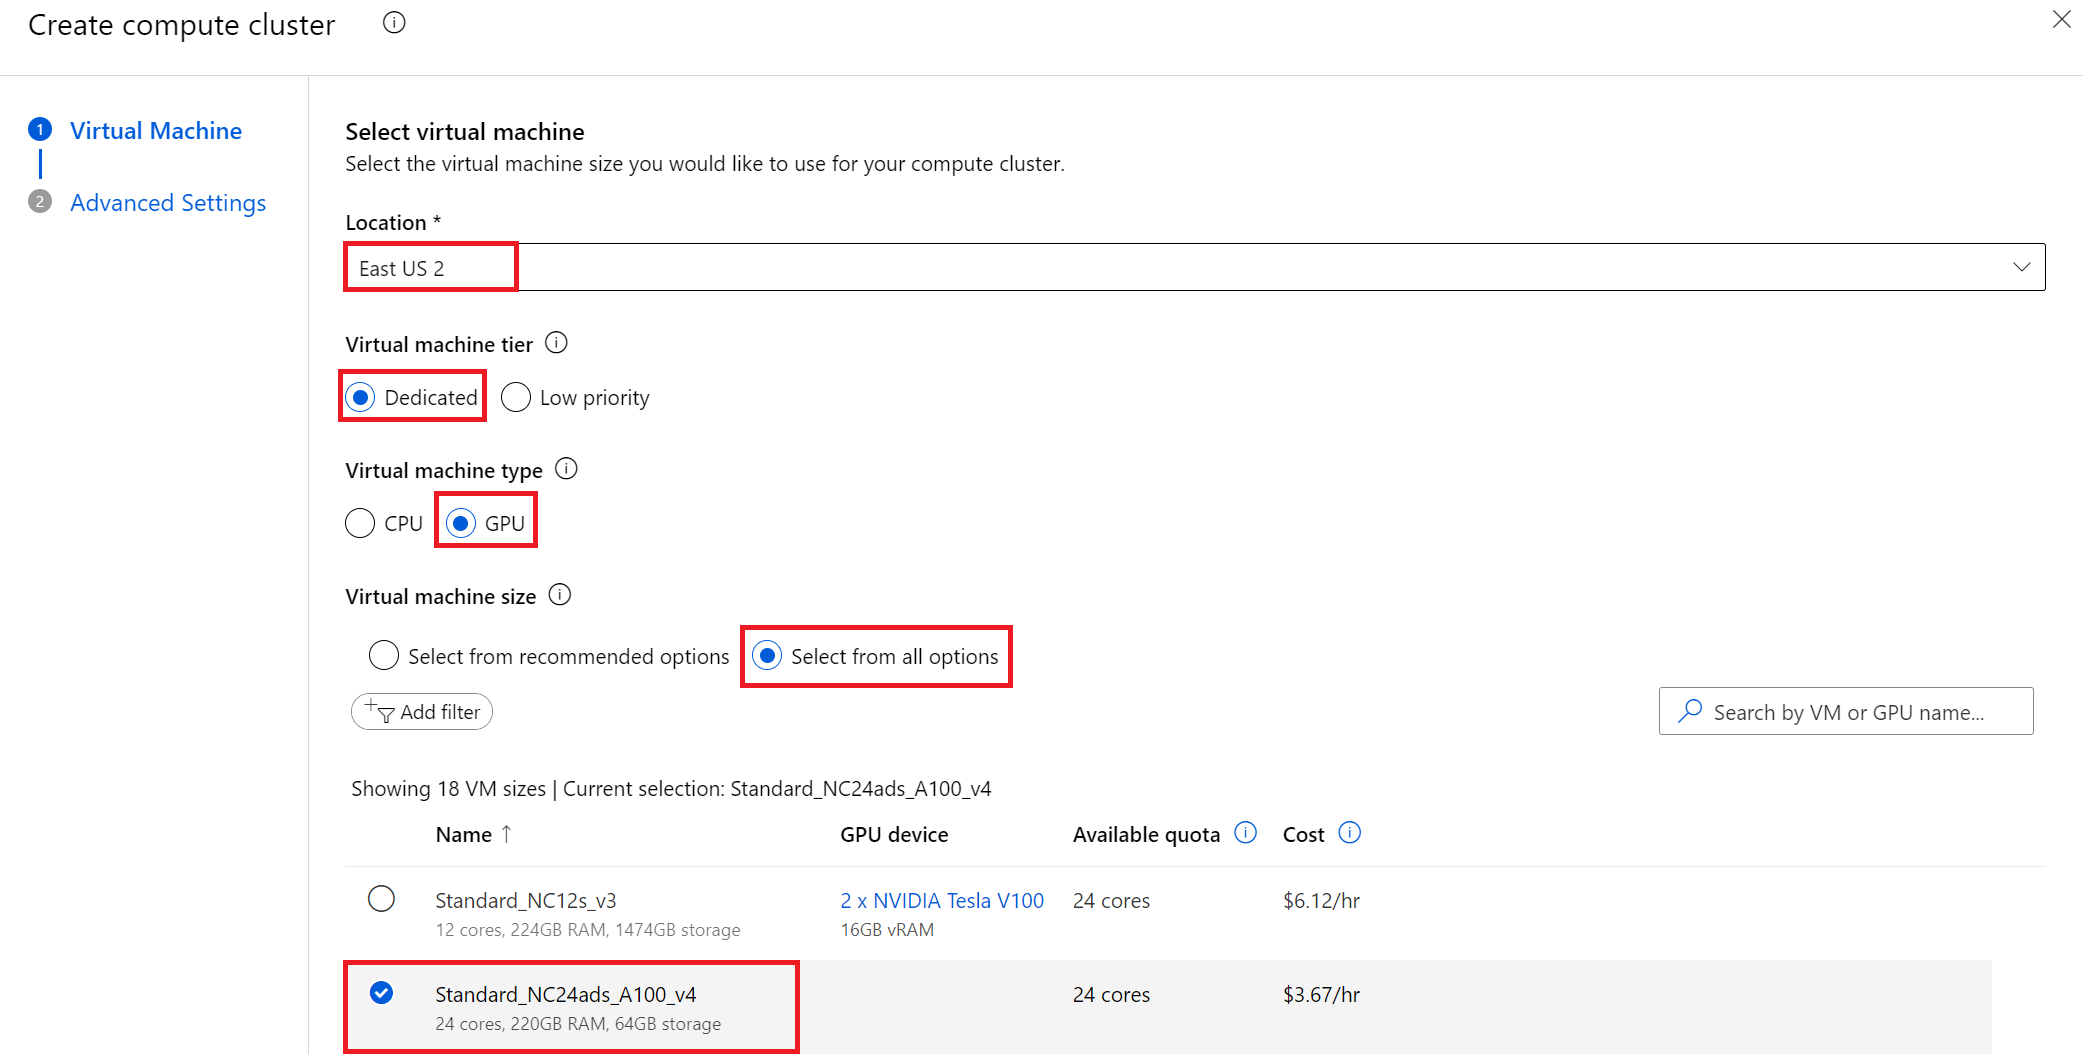 Create compute cluster
1 Virtual Machine
2 Advanced Settings
Select virtual machine
Select the virtual machine size you would like to use for your compute cluster.
Location *
East US 2
Virtual machine tier
Dedicated Low priority
Virtual machine type
CPU GPU
Virtual machine size
Select from recommended options Select from all options
Add filter Search by VM or GPU name...
Showing 18 VM sizes | Current selection: Standard_NC24ads_A100_v4
Name ↑ GPU device Available quota Cost
Standard_NC12s_v3 2 x NVIDIA Tesla V100 24 cores $6.12/hr
12 cores, 224GB RAM, 1474GB storage 16GB vRAM
Standard_NC24ads_A100_v4 24 cores $3.67/hr
24 cores, 220GB RAM, 64GB storage